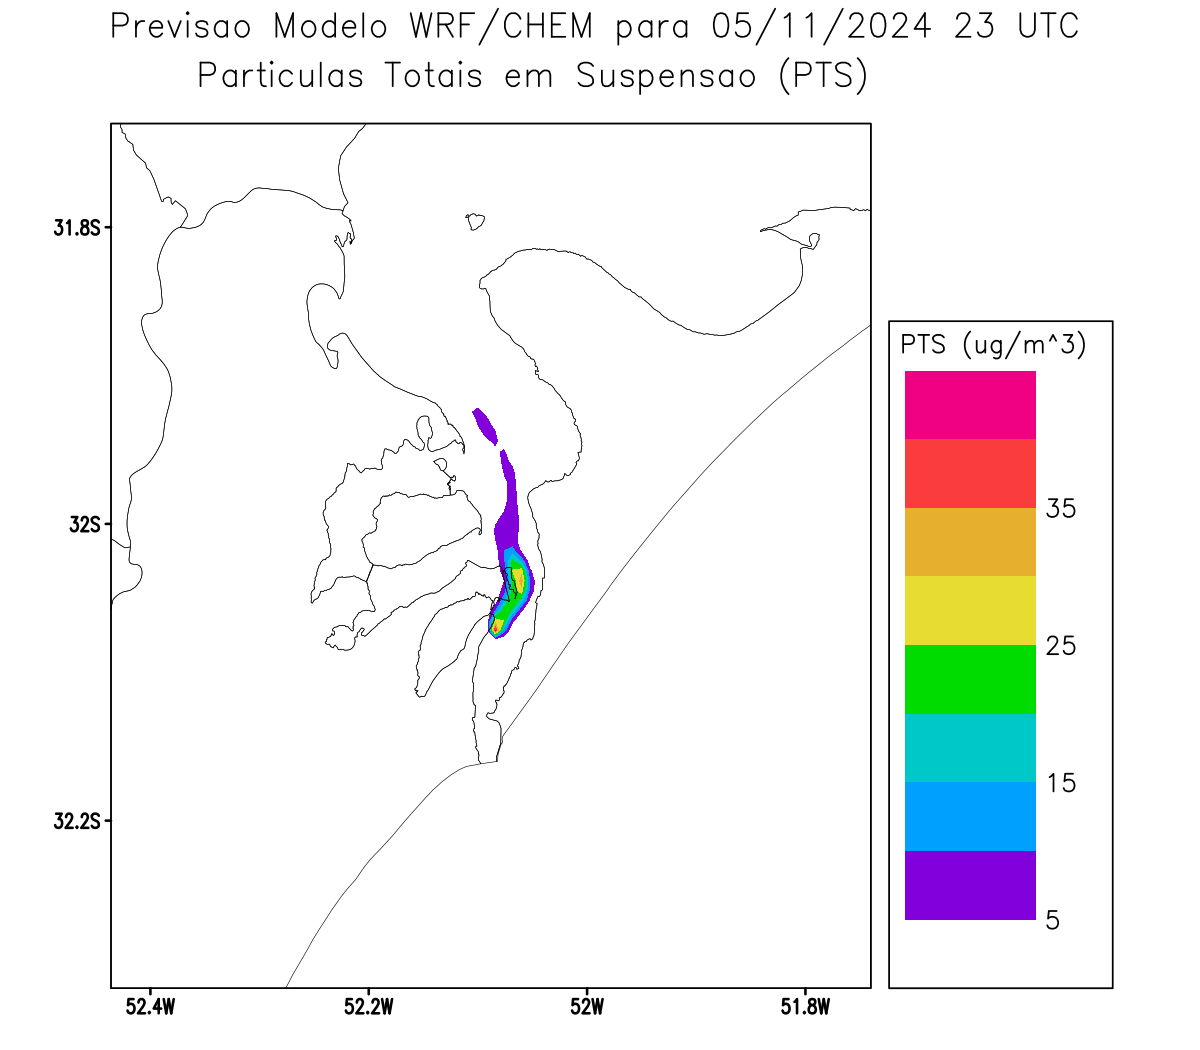 Previsao Modelo WRF/CHEM para 05/11/2024 23 UTC
Particulas Totais em Suspensao (PTS)
31.8S
32S
32.2S
52.4W
52.2W
52W
51.8W
PTS (ug/m^3)
35
25
15
5